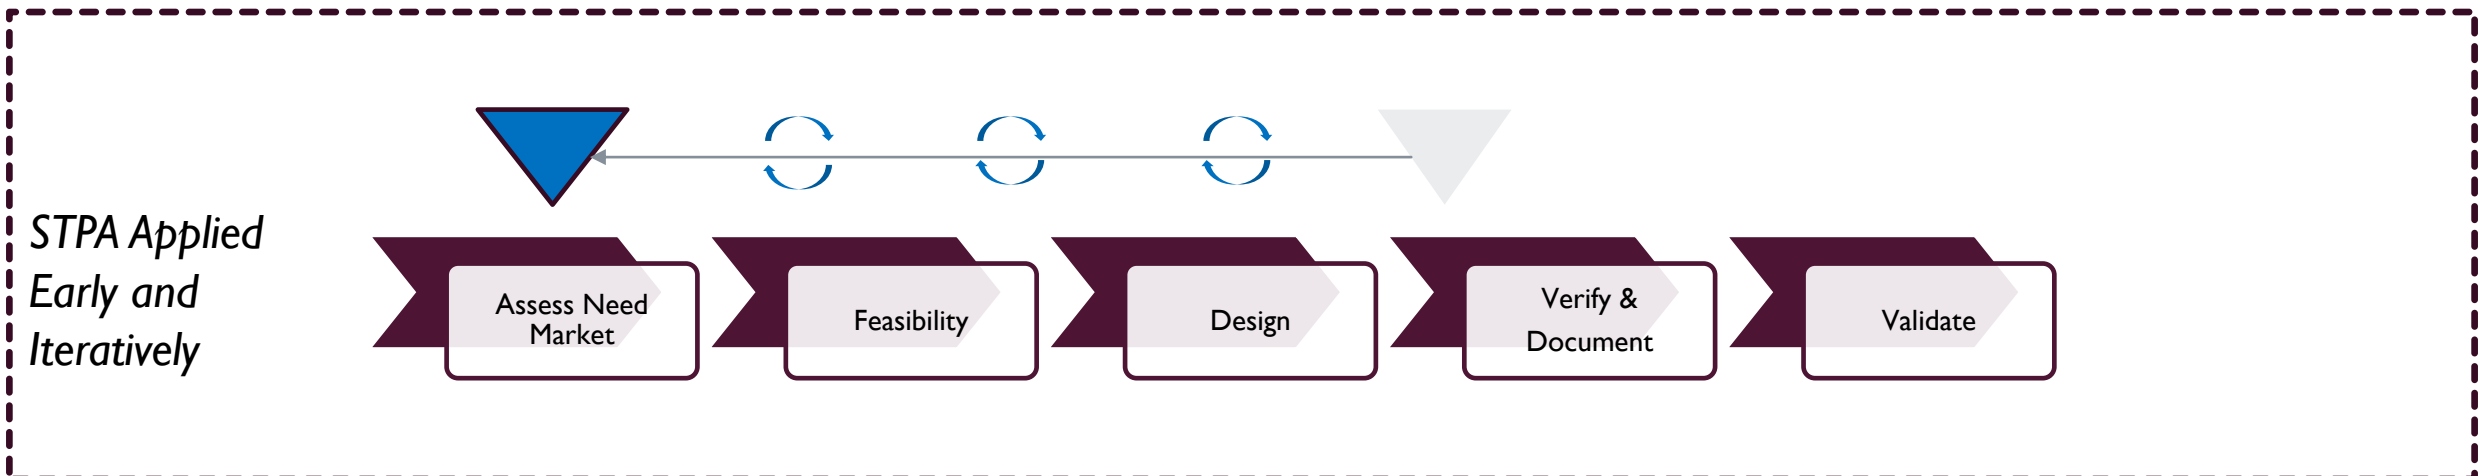 STPA Applied
Early and
Iteratively
Assess Need
Market
Feasibility
Design
Verify &
Document
Validate